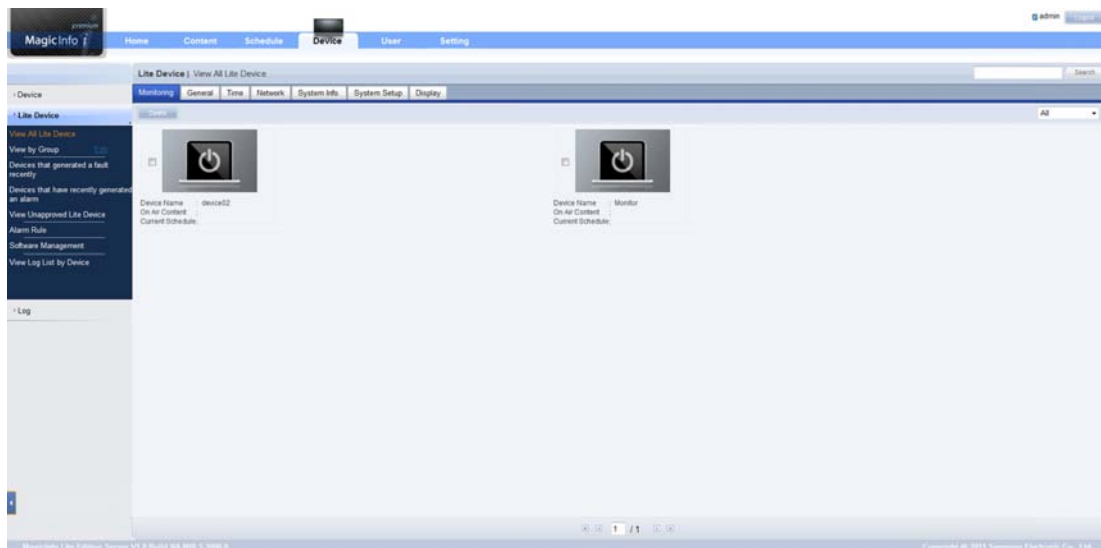 admin
premium
MagicInfo i
Home Content Schedule Device User Setting
Lite Device | View All Lite Device
Search
Device
Monitoring General Time Network System Info. System Setup Display
Lite Device
Delete
All
View All Lite Device
View by Group
Devices that generated a fault
recently
Devices that have recently generated
an alarm
View Unapproved Lite Device
Alarm Rule
Software Management
View Log List by Device
Device Name : device02
On Air Content :
Current Schedule:
Device Name : Monitor
On Air Content :
Current Schedule:
Log
1 / 1